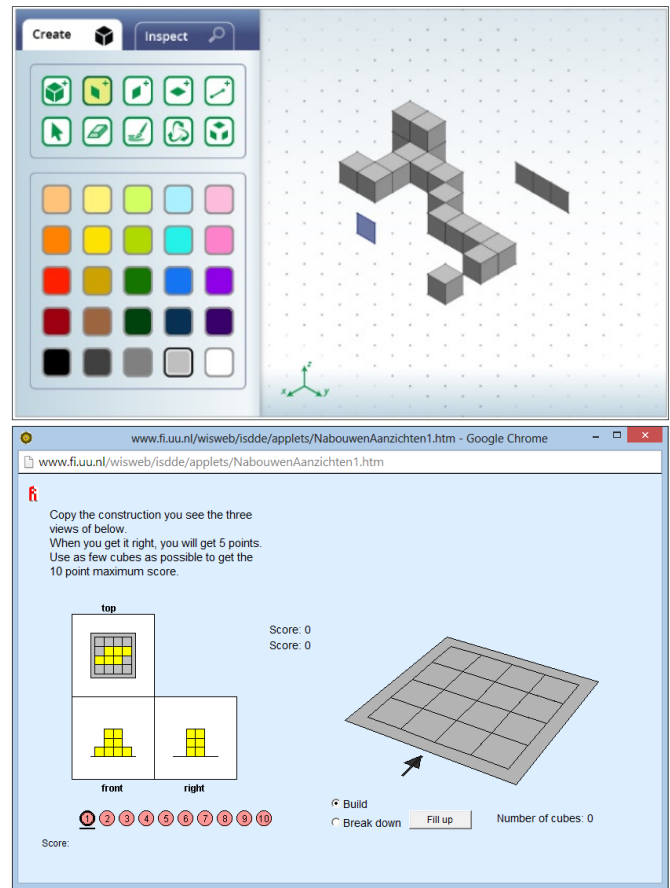 Create
Inspect
z
x
y
www.fi.uu.nl/wisweb/isdde/applets/NabouwenAanzichten1.htm - Google Chrome
www.fi.uu.nl/wisweb/isdde/applets/NabouwenAanzichten1.htm
Copy the construction you see the three
views of below.
When you get it right, you will get 5 points.
Use as few cubes as possible to get the
10 point maximum score.
top
Score: 0
Score: 0
front
right
1 2 3 4 5 6 7 8 9 10
Score:
Build
Break down
Fill up
Number of cubes: 0